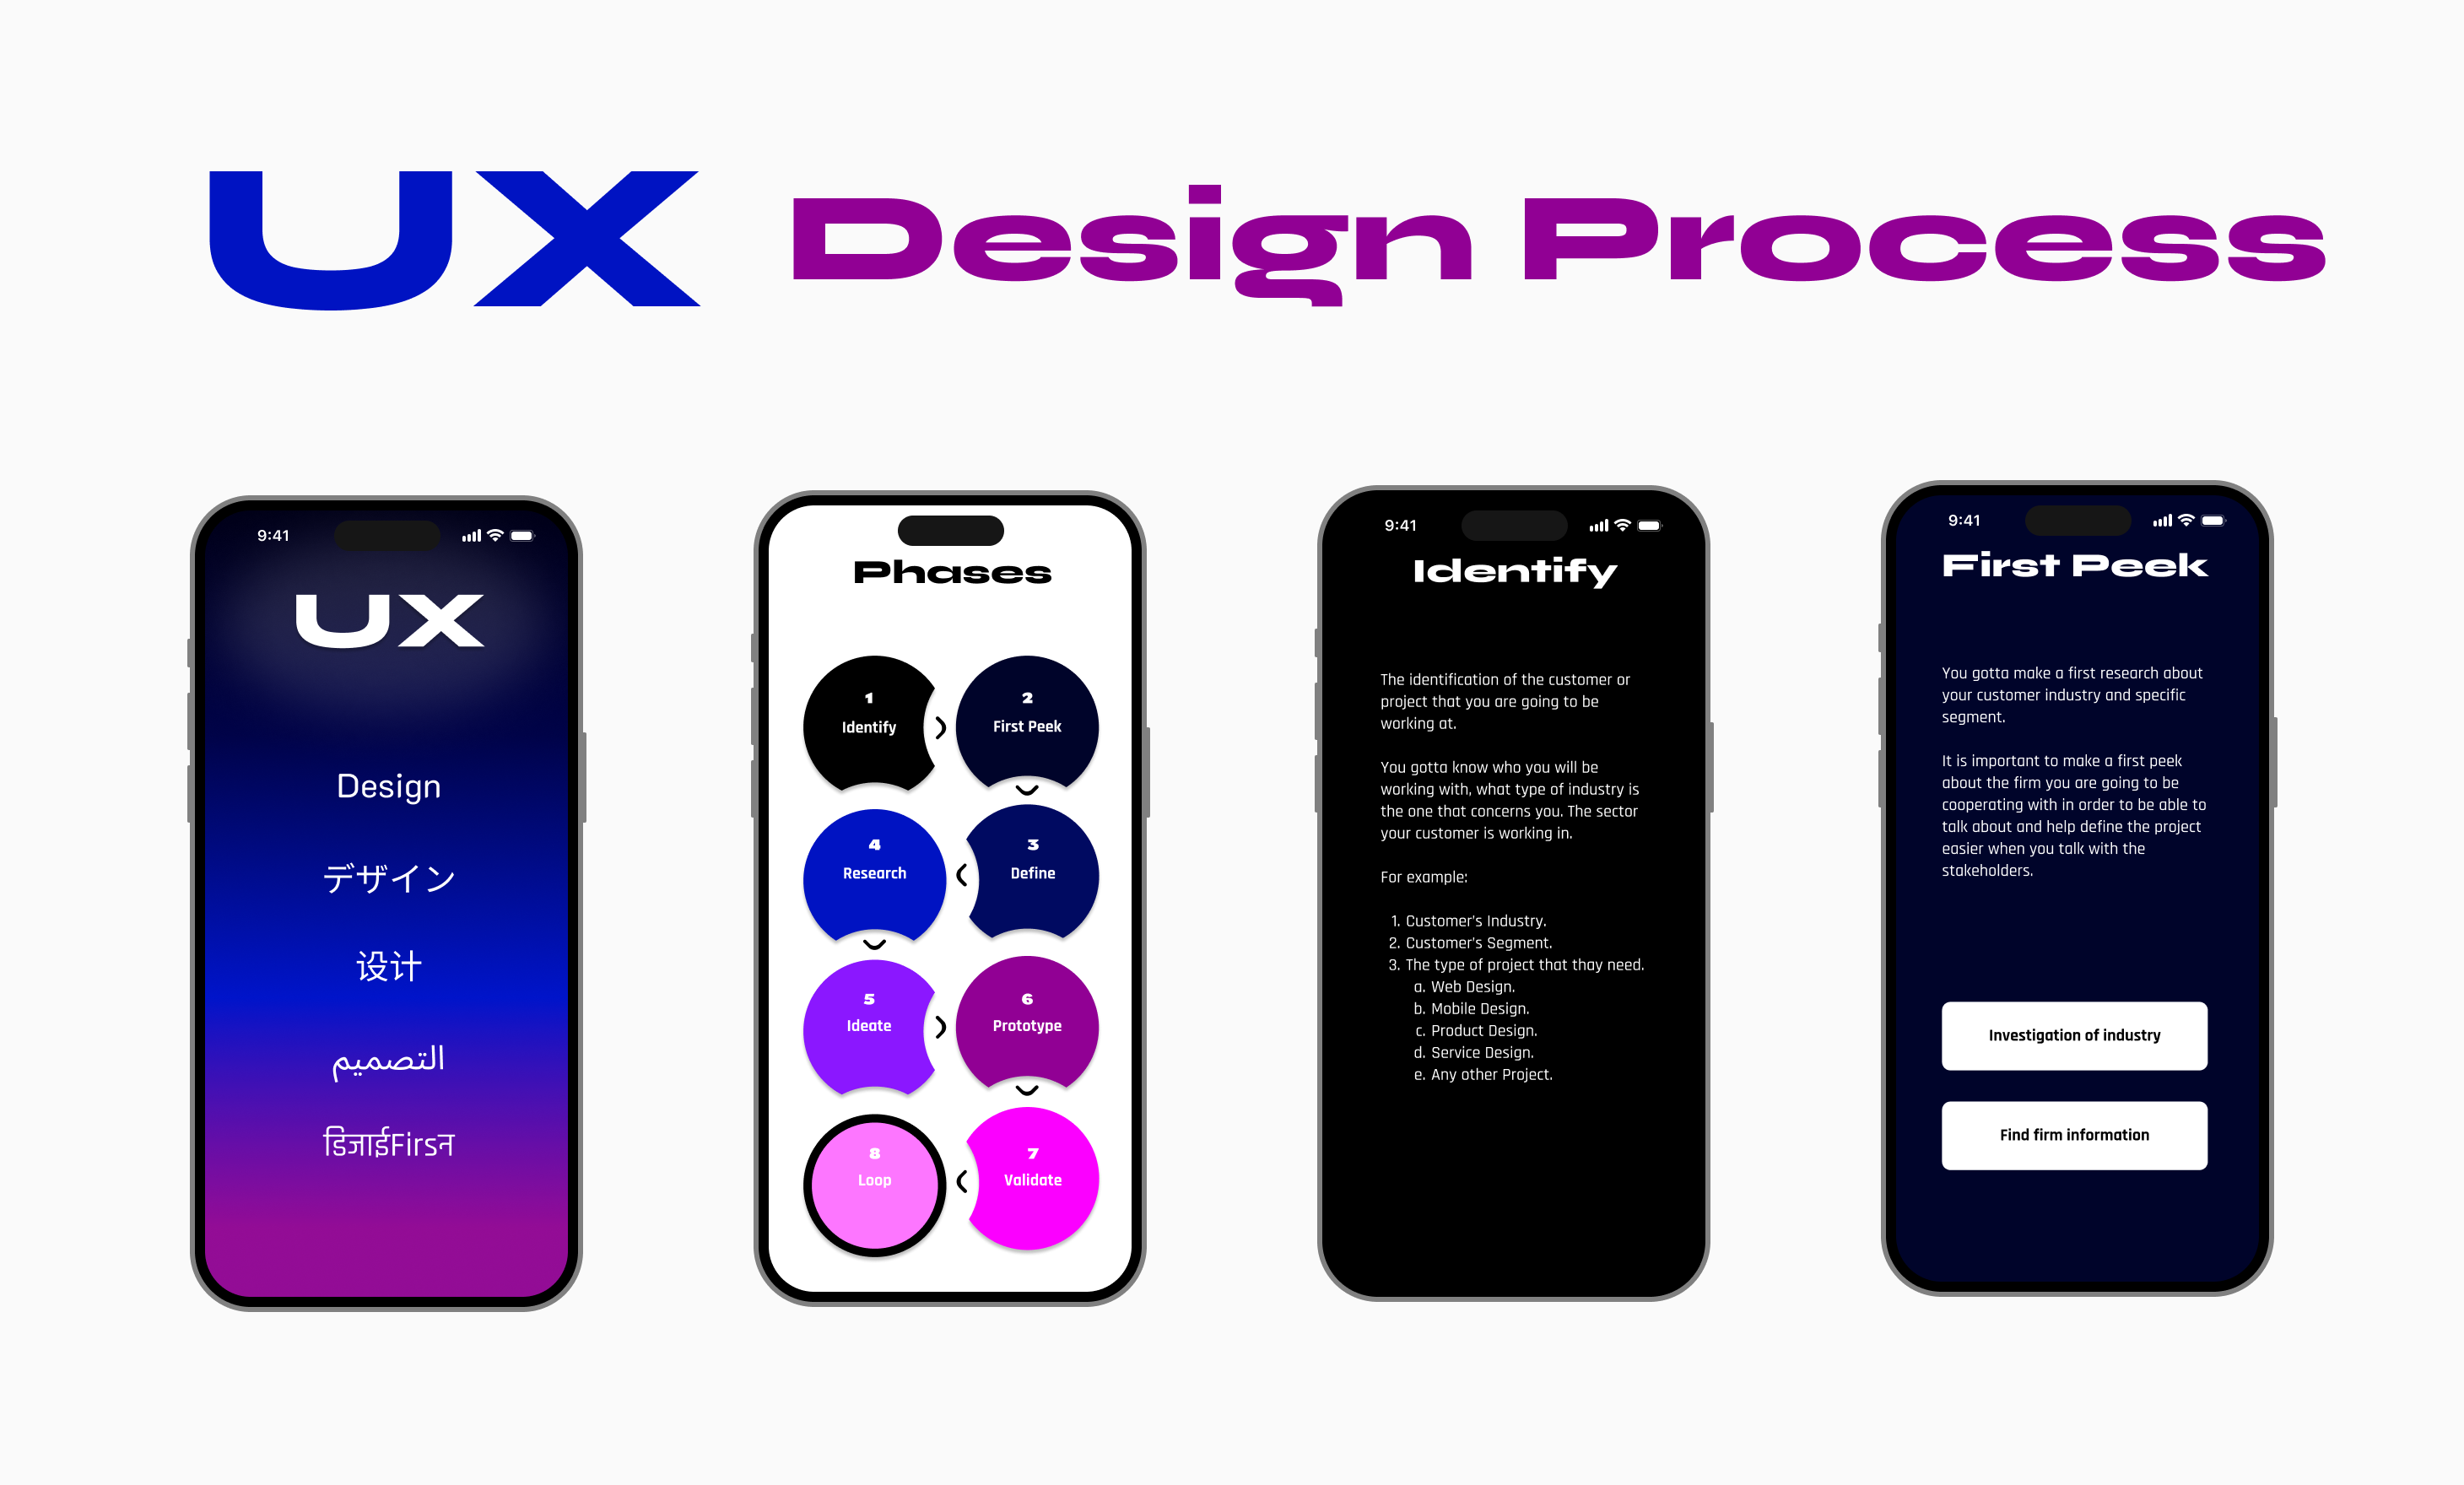 UX Design Process
9:41
UX
Design
デザイン
设计
التصميم
डिजाईFirsन
Phases
1
Identify
2
First Peek
4
Research
3
Define
5
Ideate
6
Prototype
8
Loop
7
Validate
9:41
Identify
The identification of the customer or
project that you are going to be
working at.
You gotta know who you will be
working with, what type of industry is
the one that concerns you. The sector
your customer is working in.
For example:
1. Customer's Industry.
2. Customer's Segment.
3. The type of project that thay need.
a. Web Design.
b. Mobile Design.
c. Product Design.
d. Service Design.
e. Any other Project.
9:41
First Peek
You gotta make a first research about
your customer industry and specific
segment.
It is important to make a first peek
about the firm you are going to be
cooperating with in order to be able to
talk about and help define the project
easier when you talk with the
stakeholders.
Investigation of industry
Find firm information